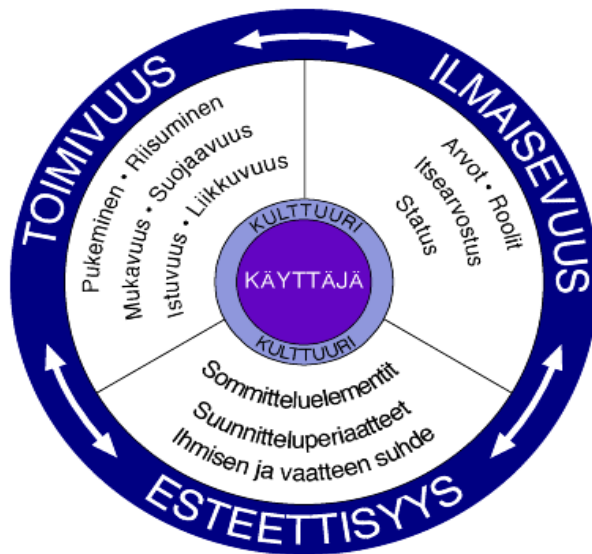 TOIMIVUUS
ILMAISEVUUS
Pukeminen • Riisuminen
Mukavuus • Suojaavuus
Istuvuus • Liikkuvuus
Arvot • Roolit
Itsearvostus
Status
KULTTUURI
KÄYTTÄJÄ
KULTTUURI
Sommitteluelementit
Suunnitteluperiaatteet
Ihmisen ja vaatteen suhde
ESTEETTISYYS